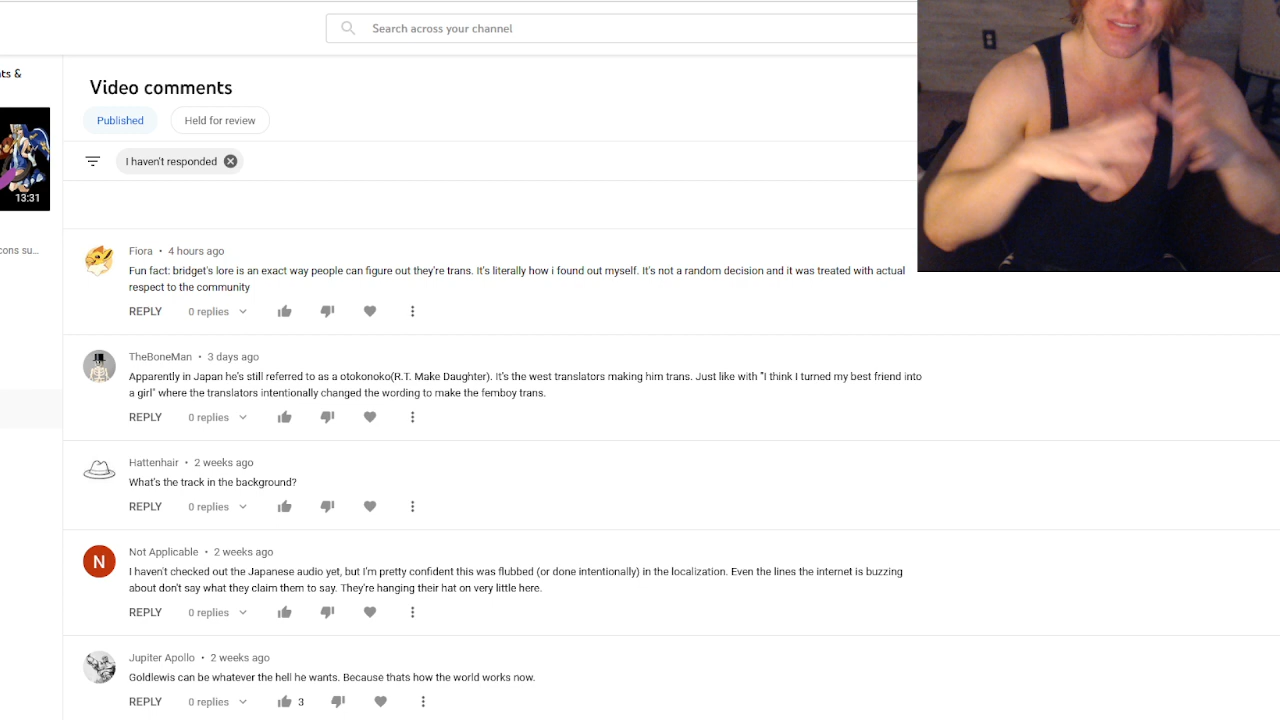 Search across your channel
nts &
Video comments
Published
Held for review
I haven't responded
13:31
cons su...
Fiora • 4 hours ago
Fun fact: bridget's lore is an exact way people can figure out they're trans. It's literally how i found out myself. It's not a random decision and it was treated with actual
respect to the community
REPLY 0 replies
TheBoneMan • 3 days ago
Apparently in Japan he's still referred to as a otokonoko(R.T. Make Daughter). It's the west translators making him trans. Just like with "I think I turned my best friend into
a girl" where the translators intentionally changed the wording to make the femboy trans.
REPLY 0 replies
Hattenhair • 2 weeks ago
What's the track in the background?
REPLY 0 replies
N
Not Applicable • 2 weeks ago
I haven't checked out the Japanese audio yet, but I'm pretty confident this was flubbed (or done intentionally) in the localization. Even the lines the internet is buzzing
about don't say what they claim them to say. They're hanging their hat on very little here.
REPLY 0 replies
Jupiter Apollo • 2 weeks ago
Goldlewis can be whatever the hell he wants. Because thats how the world works now.
REPLY 0 replies 3